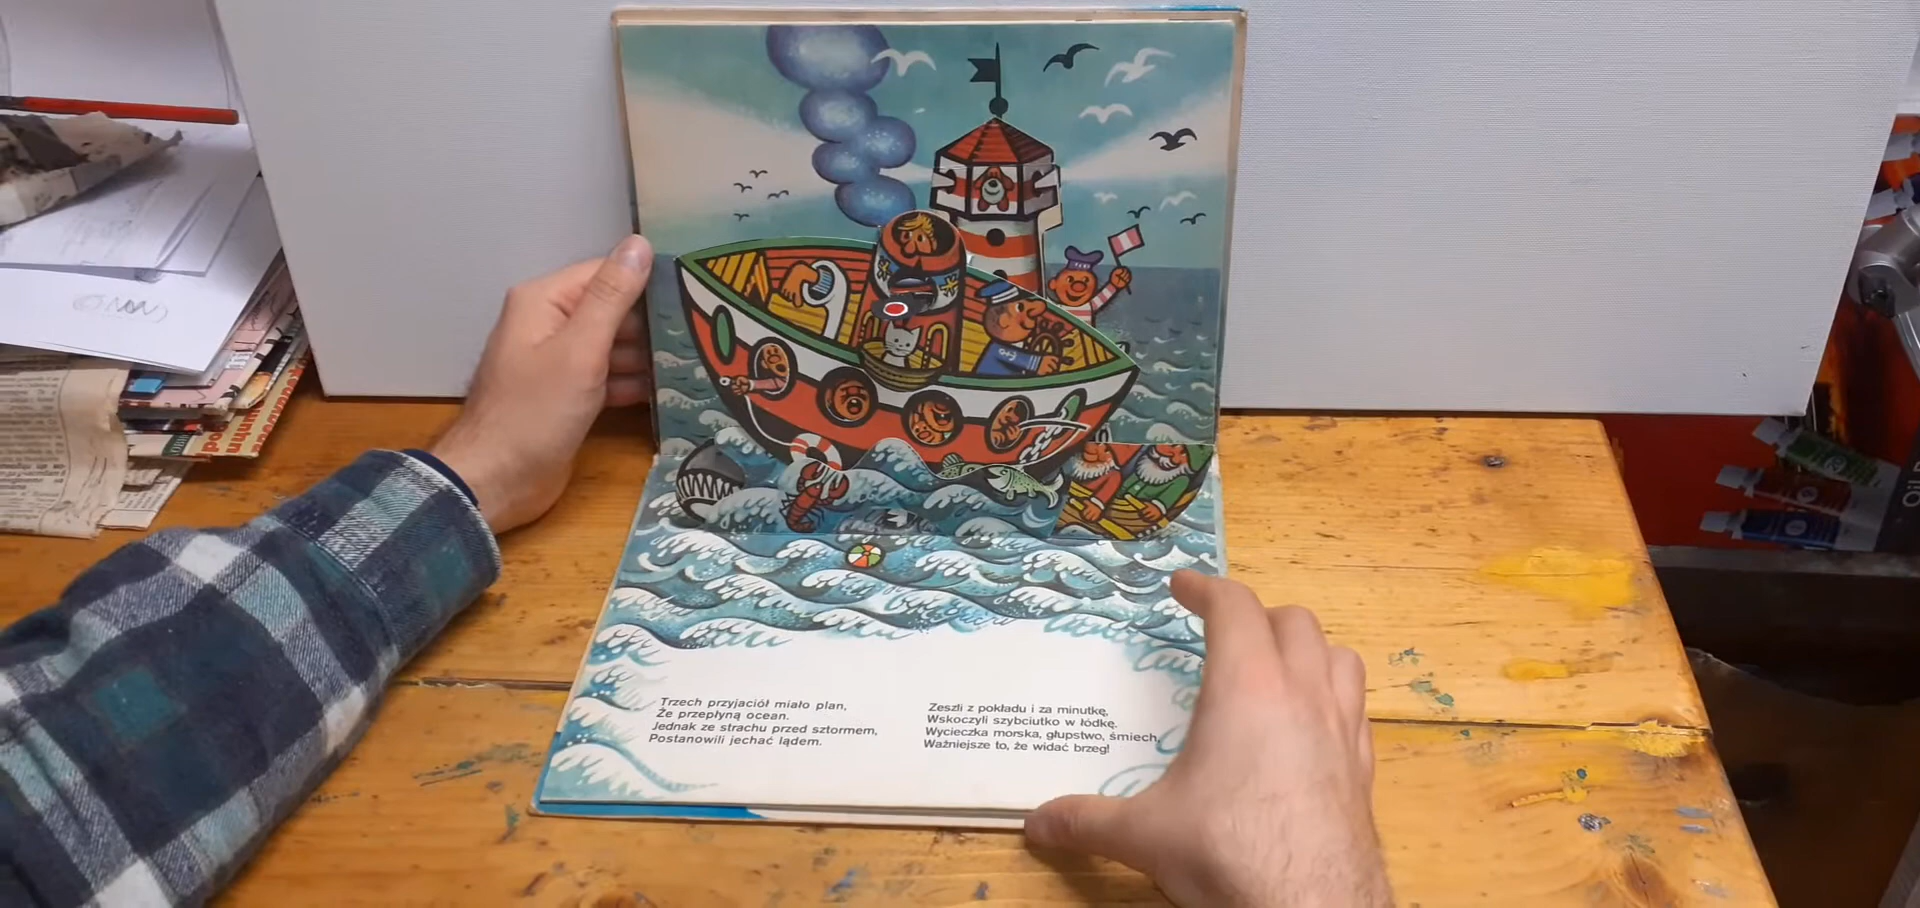 Trzech przyjaciół miało plan,
Że przepłyną ocean.
Jednak ze strachu przed sztormem,
Postanowili jechać lądem.
Zeszli z pokładu i za minutkę,
Wskoczyli szybciutko w łódkę.
Wycieczka morska, głupstwo, śmiech,
Ważniejsze to, że widać brzeg!